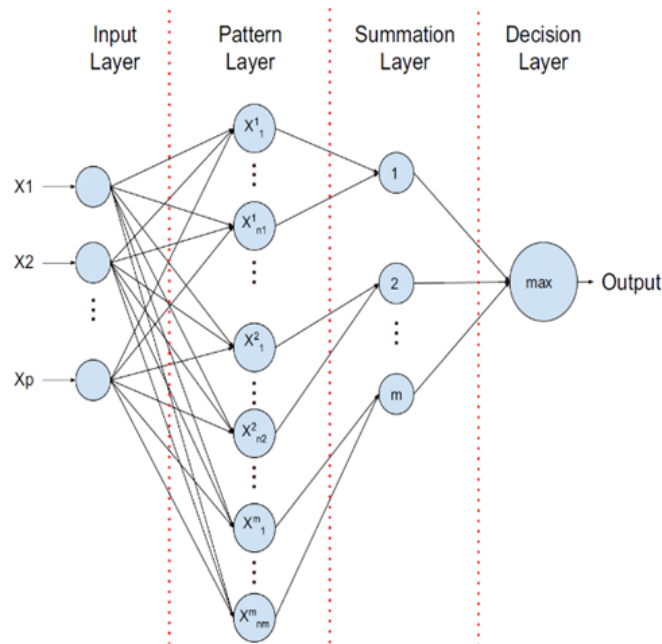 Input Layer
Pattern Layer
Summation Layer
Decision Layer
X1
X2
⋮
Xp
X¹₁
⋮
X¹ₙ₁
⋮
X²₁
⋮
X²ₙ₂
⋮
Xᵐ₁
⋮
Xᵐₙₘ
1
2
⋮
m
max
Output